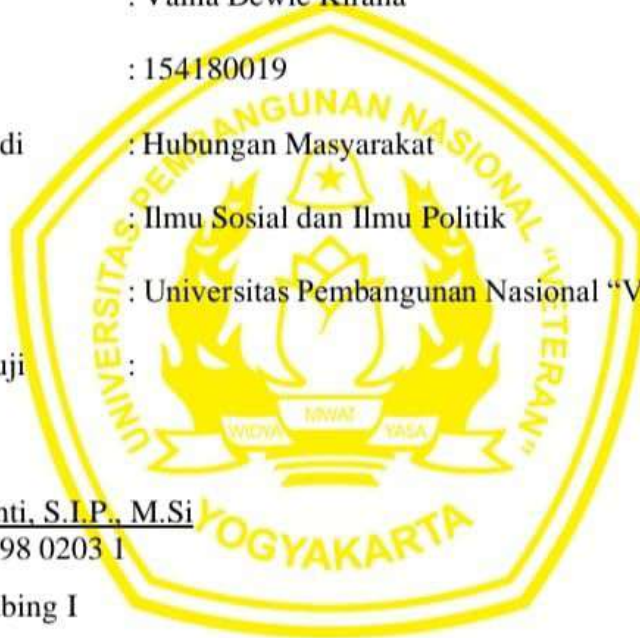 : 154180019
di : Hubungan Masyarakat
: Ilmu Sosial dan Ilmu Politik
: Universitas Pembangunan Nasional “V
uji :
nti, S.I.P., M.Si
98 0203 1
bing I
UNIVERSITAS PEMBANGUNAN NASIONAL “VETERAN”
WIDYA MWAT YASA
YOGYAKARTA